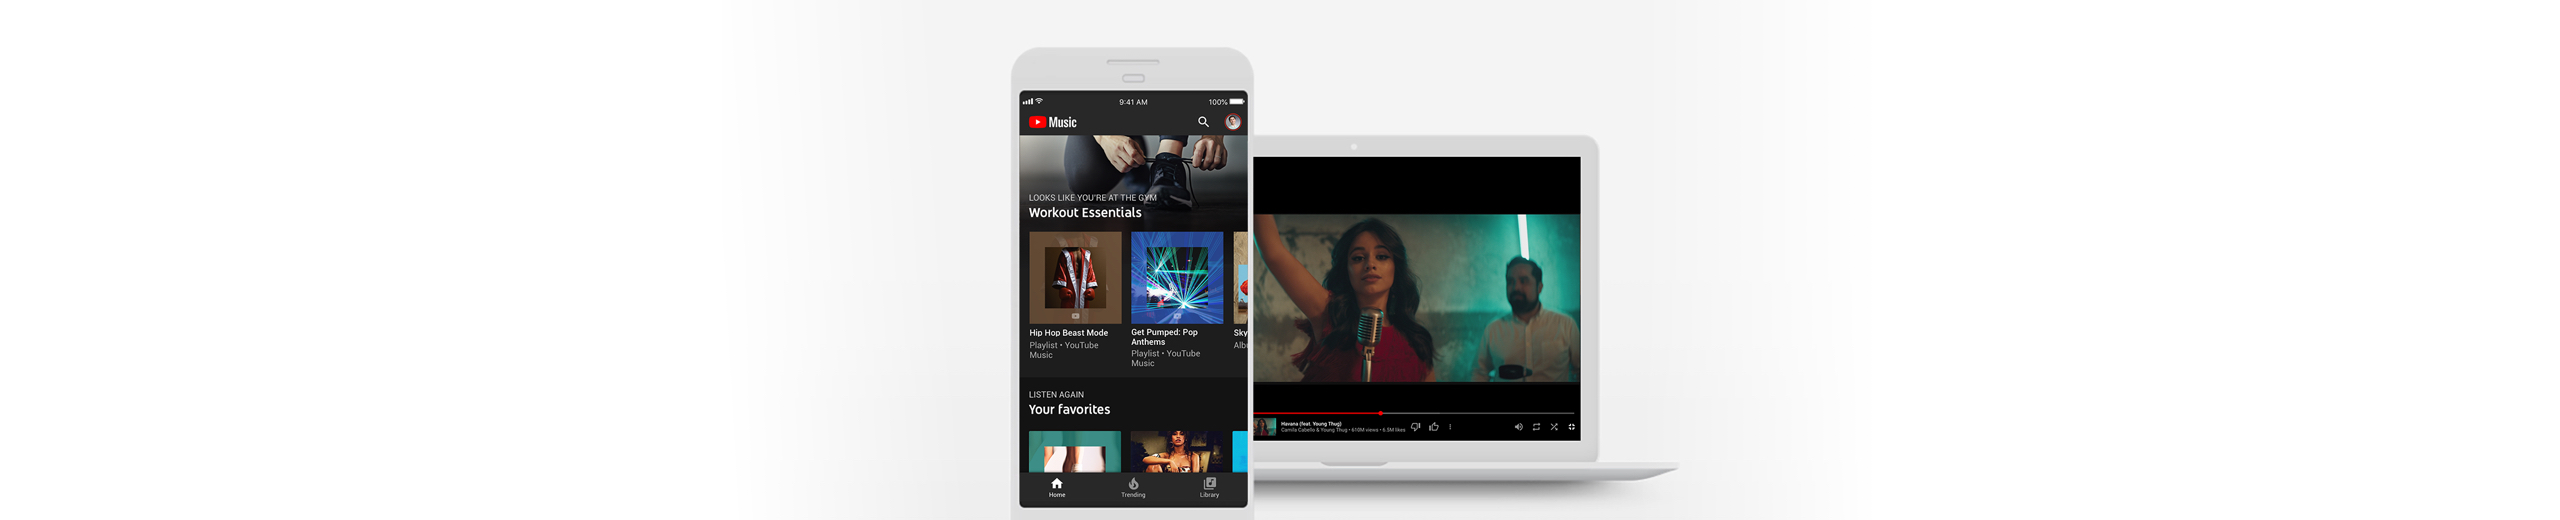 9:41 AM
100%
Music
LOOKS LIKE YOU'RE AT THE GYM
Workout Essentials
Hip Hop Beast Mode
Playlist • YouTube
Music
Get Pumped: Pop
Anthems
Playlist • YouTube
Music
Sky
Alb
LISTEN AGAIN
Your favorites
Home
Trending
Library
Havana (feat. Young Thug)
Camila Cabello & Young Thug • 610M views • 6.5M likes